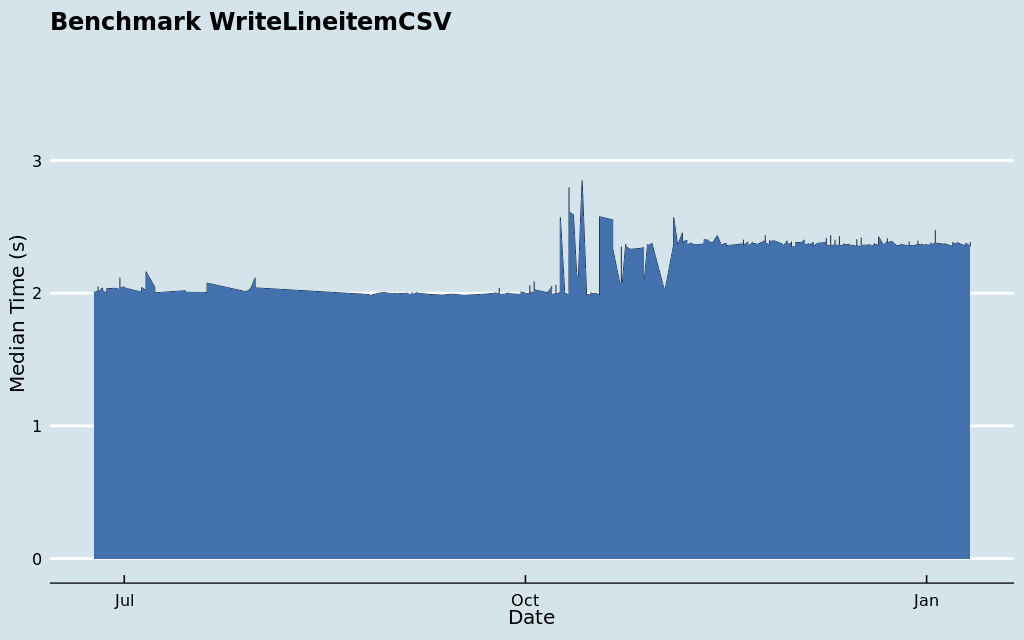 Benchmark WriteLineitemCSV
Median Time (s)
3
2
1
0
Jul
Oct
Jan
Date